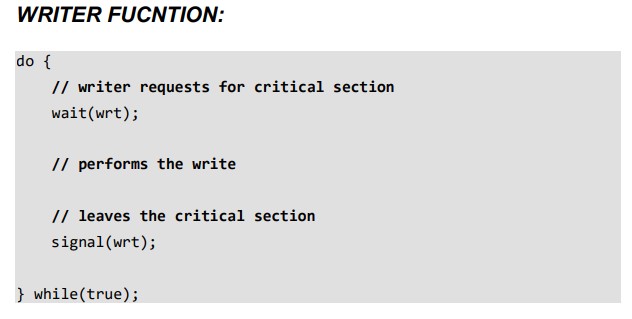 WRITER FUCNTION:
do {
// writer requests for critical section
wait(wrt);
// performs the write
// leaves the critical section
signal(wrt);
} while(true);